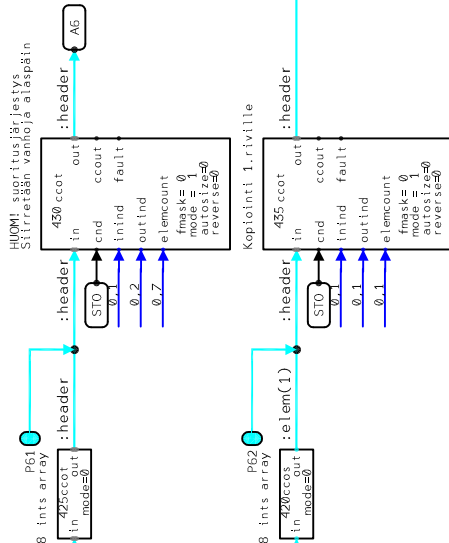 HUOM! suoritusjärjestys
Siirretään vanhoja alaspäin
A6
:header
430 ccot
in
out
cnd
ccout
inind
fault
outind
elemcount
fmask= 0
mode = 1
autosize=0
reverse=0
:header
STO
0,1
0,2
0,7
:header
P61
8 ints array
425ccot
in
out
mode=0
Kopiointi 1.riville
:header
435 ccot
in
out
cnd
ccout
inind
fault
outind
elemcount
fmask= 0
mode = 1
autosize=0
reverse=0
:header
STO
0,1
0,1
0,1
:elem(1)
P62
8 ints array
420ccos
in
out
mode=0